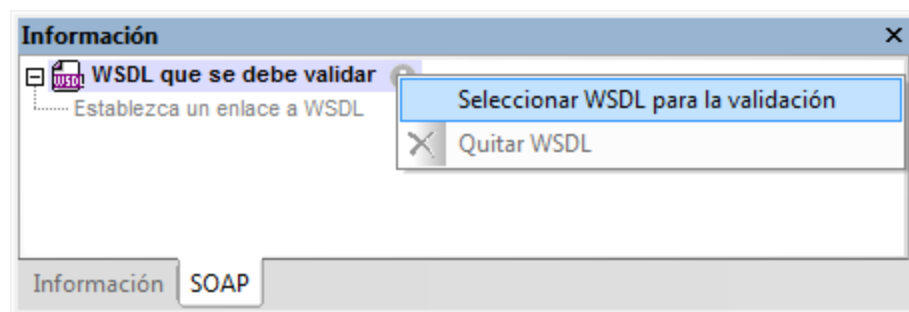 Información
WSDL WSDL que se debe validar
Establezca un enlace a WSDL
Seleccionar WSDL para la validación
Quitar WSDL
Información
SOAP